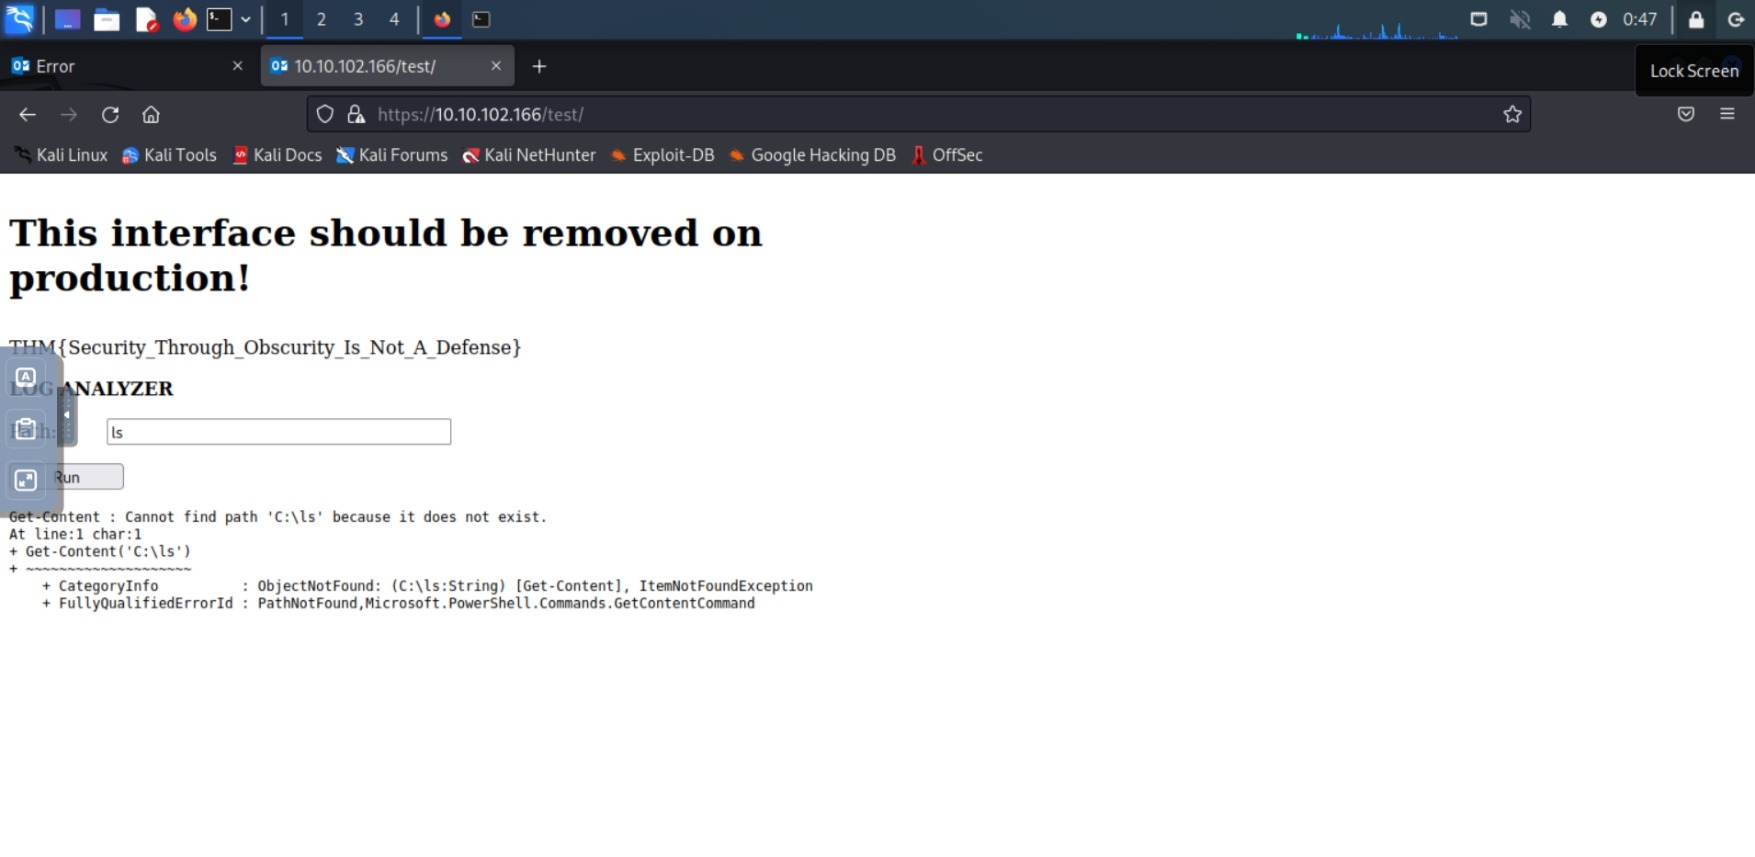 1 2 3 4 0:47
Error 10.10.102.166/test/ Lock Screen
https://10.10.102.166/test/
Kali Linux Kali Tools Kali Docs Kali Forums Kali NetHunter Exploit-DB Google Hacking DB OffSec
This interface should be removed on
production!
THM{Security_Through_Obscurity_Is_Not_A_Defense}
LOG ANALYZER
Path: ls
Run
Get-Content : Cannot find path 'C:\ls' because it does not exist.
At line:1 char:1
+ Get-Content('C:\ls')
+ ~~~~~~~~~~~~~~~~~~~~
+ CategoryInfo : ObjectNotFound: (C:\ls:String) [Get-Content], ItemNotFoundException
+ FullyQualifiedErrorId : PathNotFound,Microsoft.PowerShell.Commands.GetContentCommand